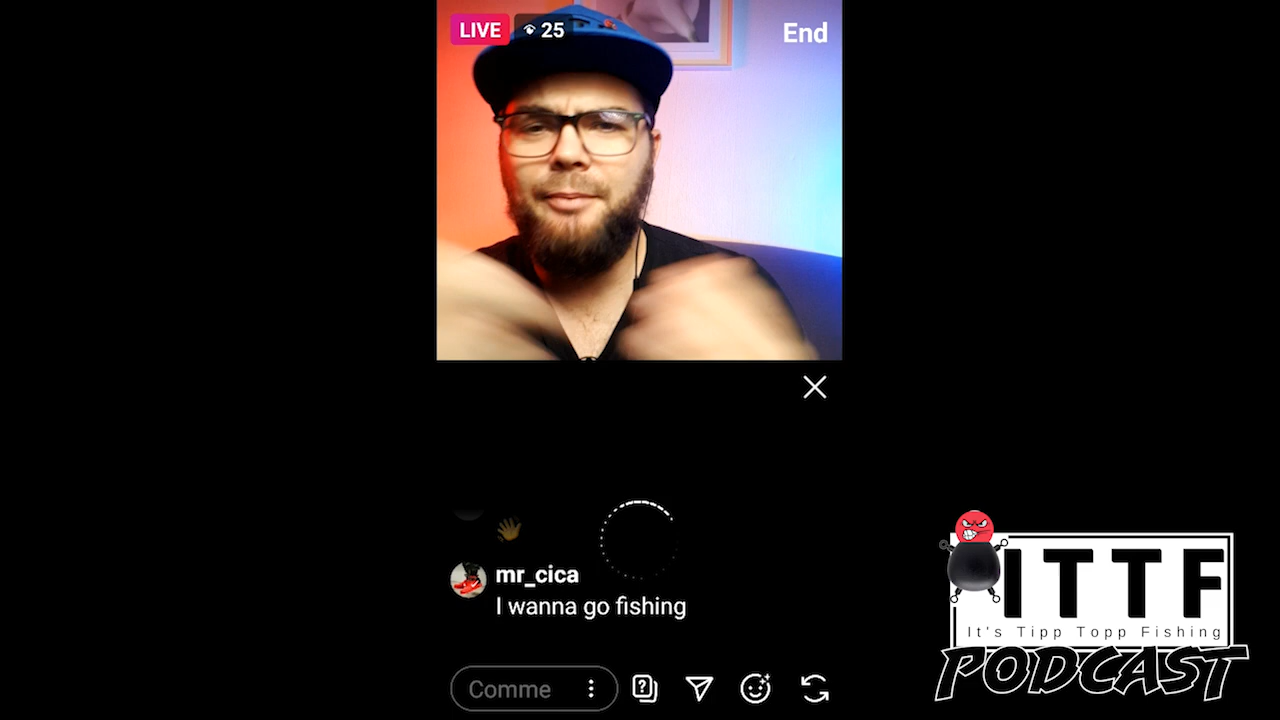 LIVE
25
End
mr_cica
I wanna go fishing
Comme
ITTF
It's Tipp Topp Fishing
PODCAST